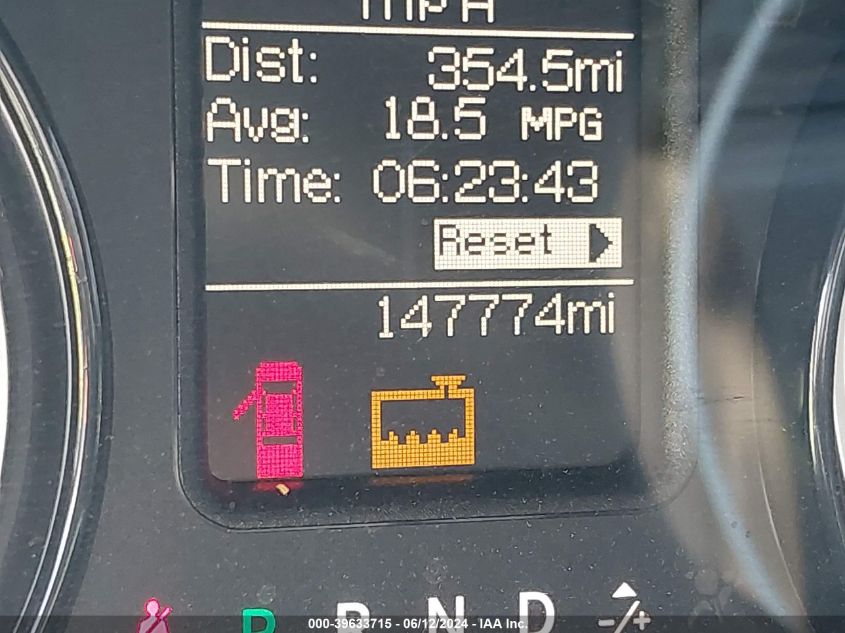 Trip A
Dist: 354.5mi
Avg: 18.5 MPG
Time: 06:23:43
Reset
147774mi
P R N D -/+
000-39633715 - 06/12/2024 - IAA Inc.